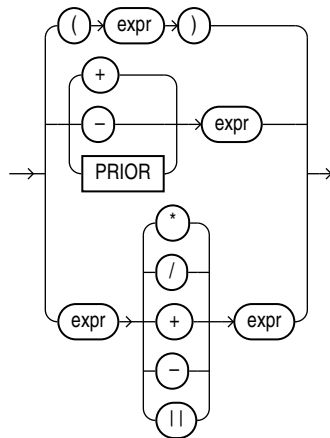 ( expr )
+
−
PRIOR
expr
*
/
expr + expr
−
||